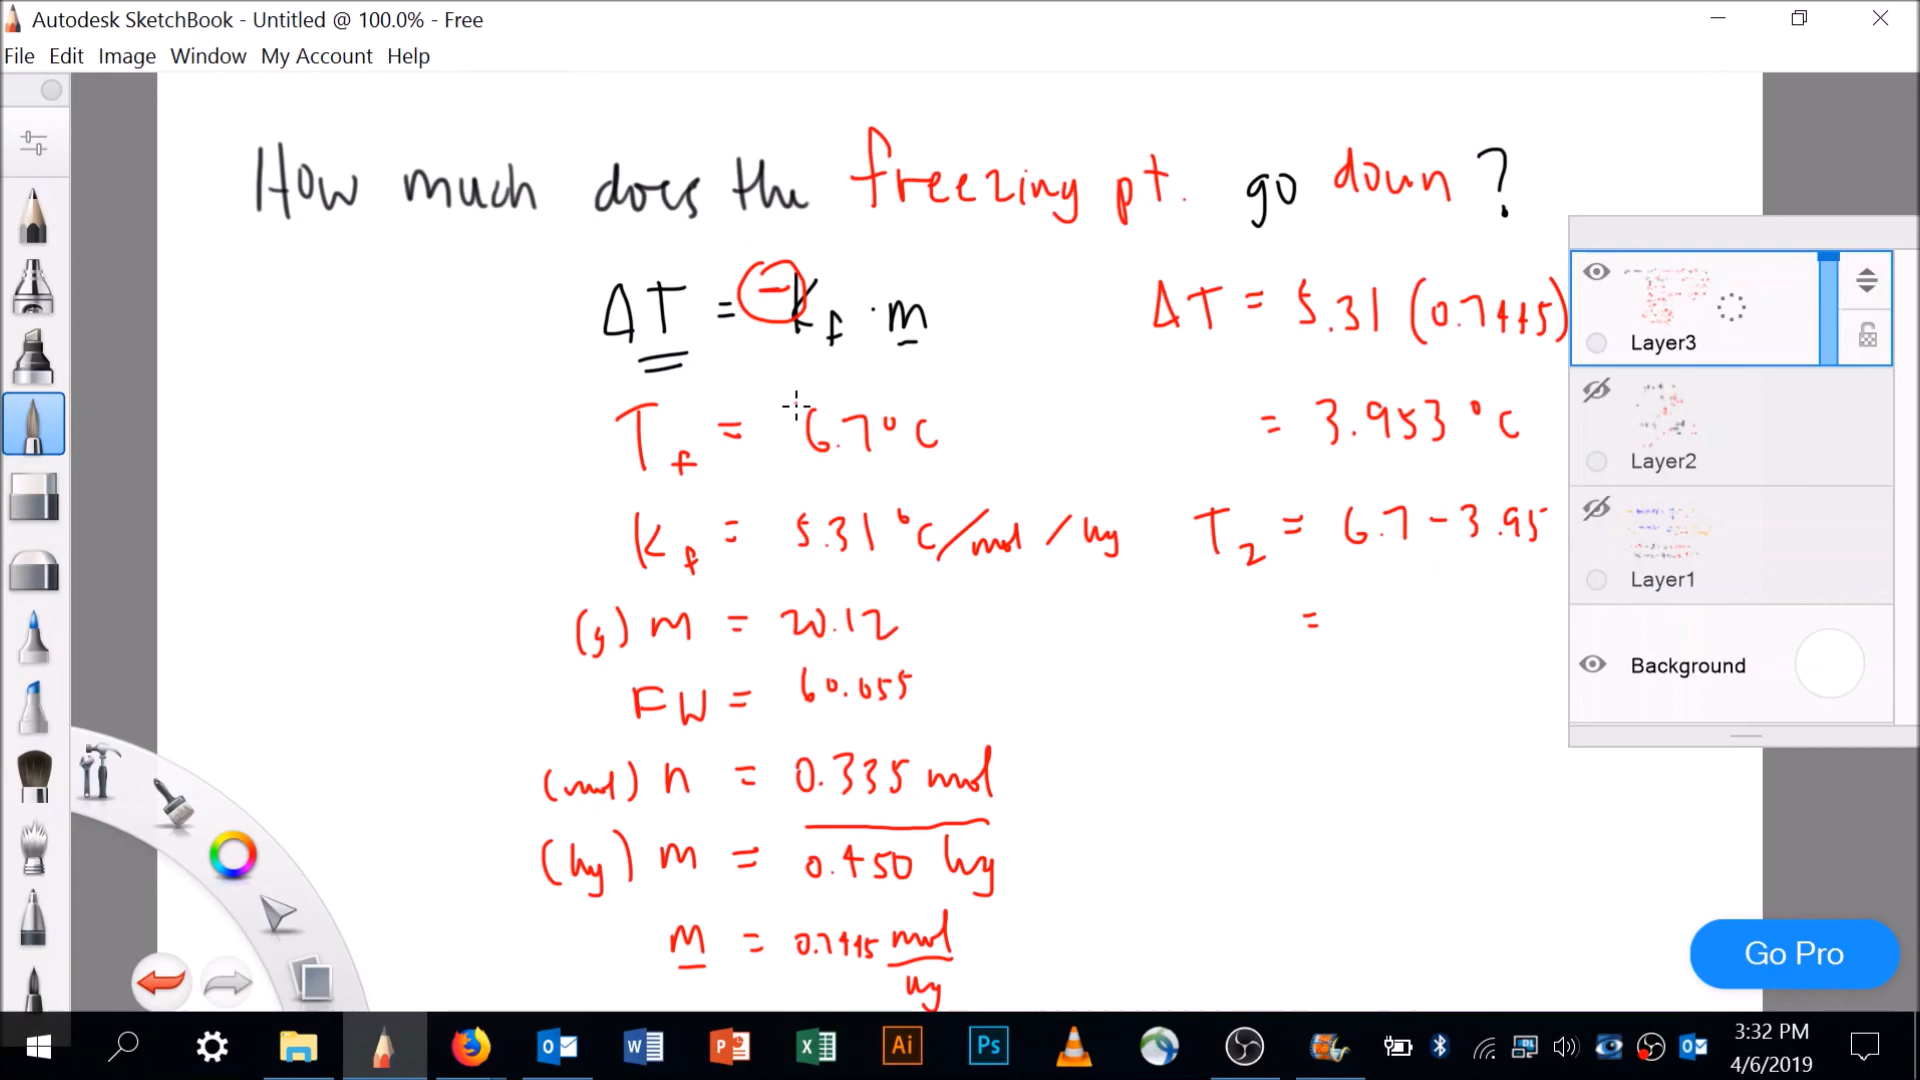 Autodesk SketchBook - Untitled @ 100.0% - Free
File Edit Image Window My Account Help
How much does the freezing pt. go down?
ΔT = -Kf · m
Tf = 6.7°C
Kf = 5.31 °C/mol/kg
(g) m = 20.12
FW = 60.055
(mol) n = 0.335 mol
(kg) m = 0.450 kg
m = 0.7445 mol/kg
ΔT = 5.31 (0.7445)
= 3.953 °C
T2 = 6.7 - 3.95
=
Layer3
Layer2
Layer1
Background
Go Pro
3:32 PM
4/6/2019